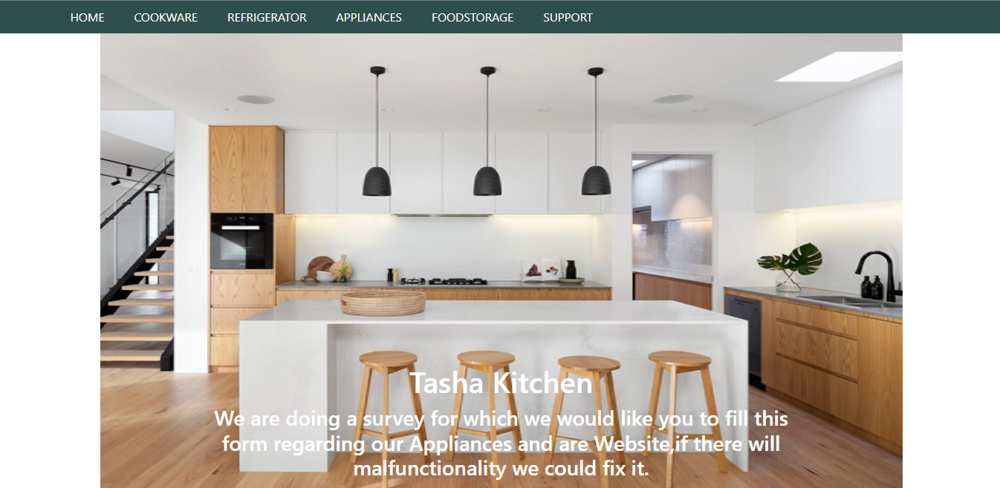 HOME COOKWARE REFRIGERATOR APPLIANCES FOODSTORAGE SUPPORT
Tasha Kitchen
We are doing a survey for which we would like you to fill this
form regarding our Appliances and are Website,if there will
malfunctionality we could fix it.